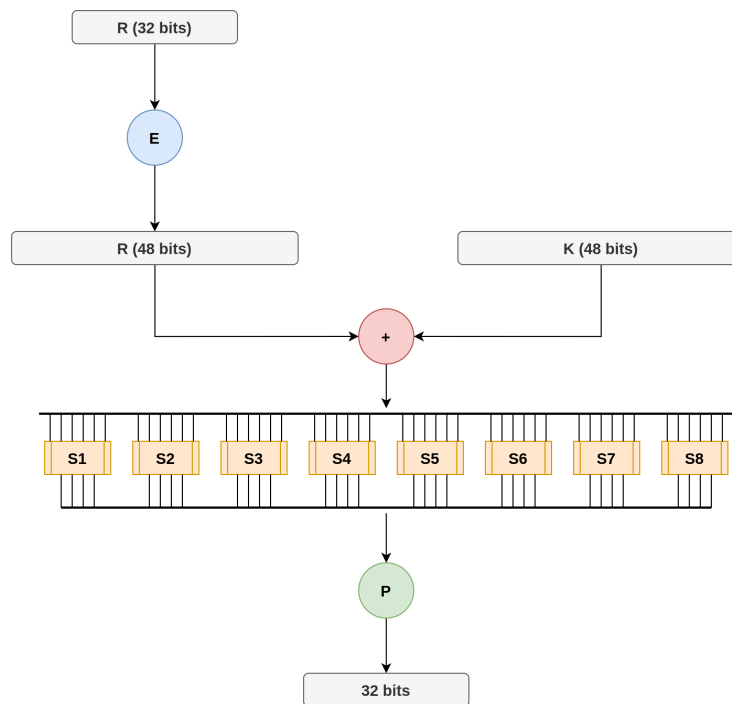 R (32 bits)
E
R (48 bits)
K (48 bits)
+
S1
S2
S3
S4
S5
S6
S7
S8
P
32 bits